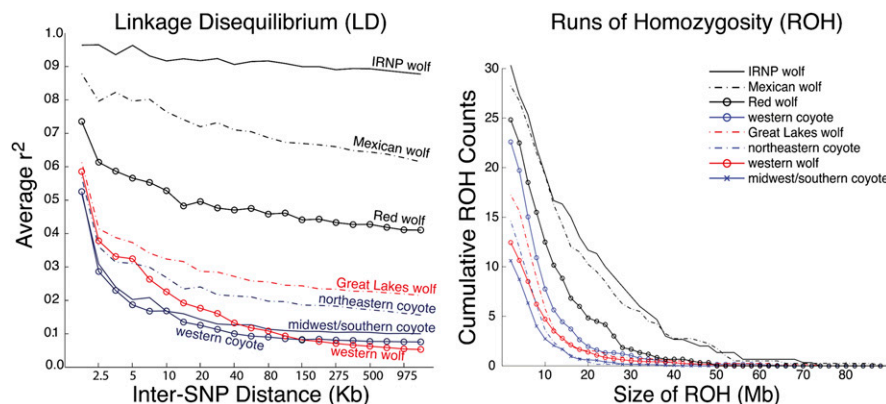 Linkage Disequilibrium (LD)
Average r²
1.0
09
08
07
06
05
04
03
02
01
0.0
IRNP wolf
Mexican wolf
Red wolf
Great Lakes wolf
northeastern coyote
midwest/southern coyote
western coyote
western wolf
2.5 5 10 20 40 80 150 275 500 975
Inter-SNP Distance (Kb)
Runs of Homozygosity (ROH)
Cumulative ROH Counts
30
25
20
15
10
5
0
IRNP wolf
Mexican wolf
Red wolf
western coyote
Great Lakes wolf
northeastern coyote
western wolf
midwest/southern coyote
10 20 30 40 50 60 70 80
Size of ROH (Mb)